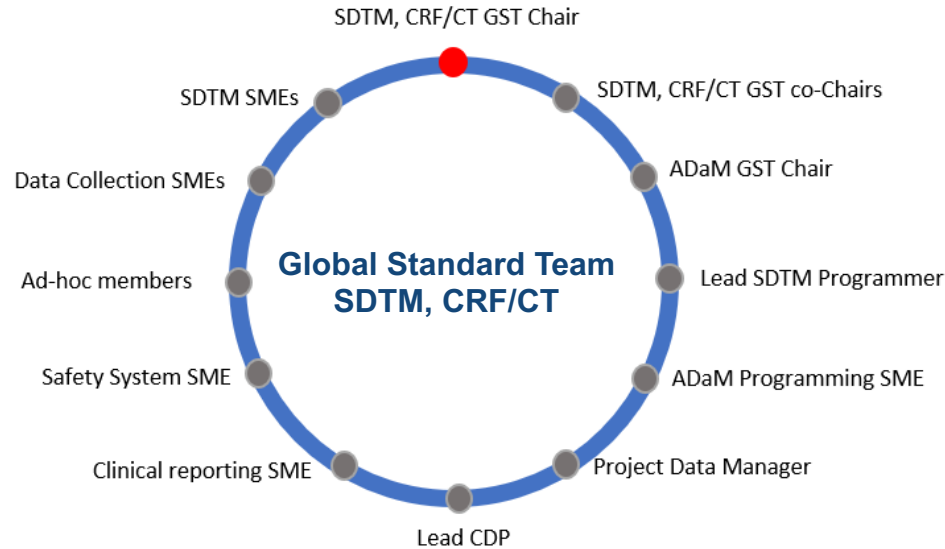 SDTM, CRF/CT GST Chair
SDTM, CRF/CT GST co-Chairs
ADaM GST Chair
Lead SDTM Programmer
ADaM Programming SME
Project Data Manager
Lead CDP
Clinical reporting SME
Safety System SME
Ad-hoc members
Data Collection SMEs
SDTM SMEs
Global Standard Team
SDTM, CRF/CT